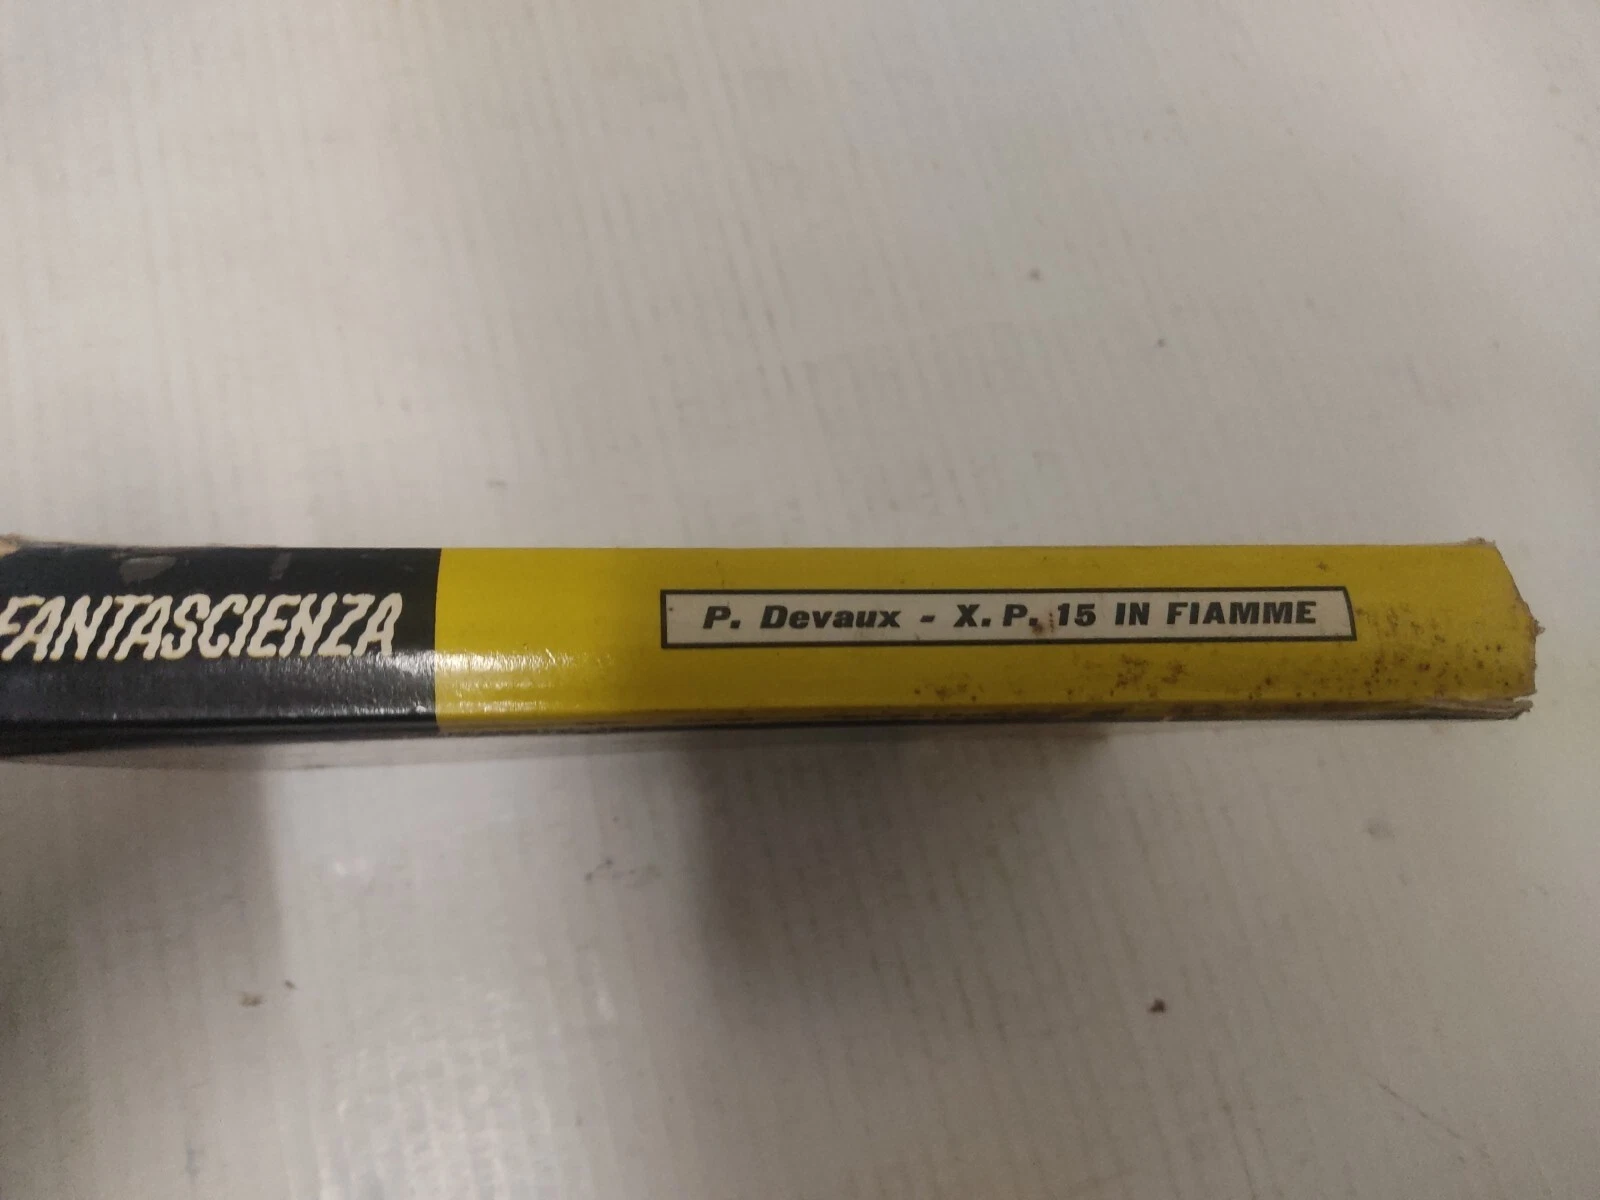 FANTASCIENZA
P. Devaux - X. P. 15 IN FIAMME